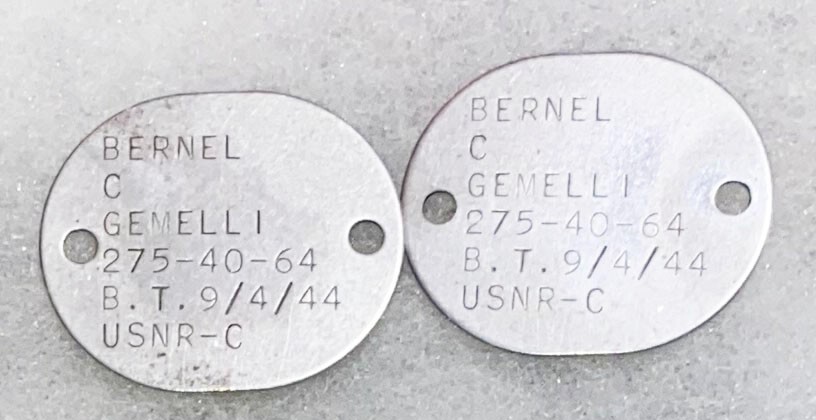 BERNEL
C
GEMELLI
275-40-64
B.T. 9/4/44
USNR-C
BERNEL
C
GEMELLI
275-40-64
B.T. 9/4/44
USNR-C